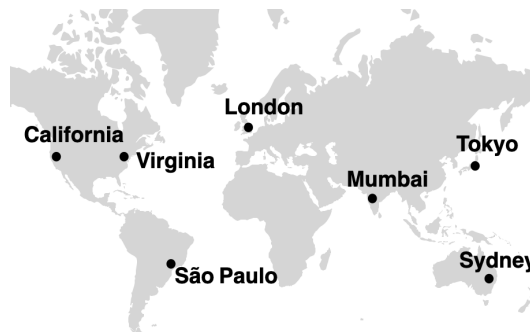 London
California
Virginia
Tokyo
Mumbai
São Paulo
Sydney